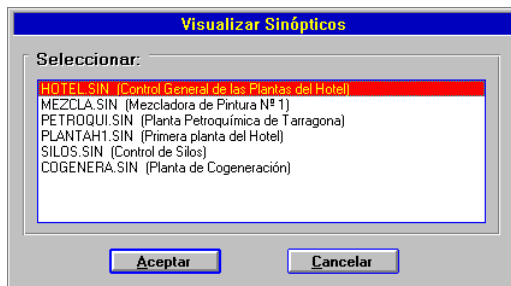 Visualizar Sinópticos
Seleccionar:
HOTEL.SIN (Control General de las Plantas del Hotel)
MEZCLA.SIN (Mezcladora de Pintura Nº 1)
PETROQUI.SIN (Planta Petroquímica de Tarragona)
PLANTAH1.SIN (Primera planta del Hotel)
SILOS.SIN (Control de Silos)
COGENERA.SIN (Planta de Cogeneración)
Aceptar Cancelar